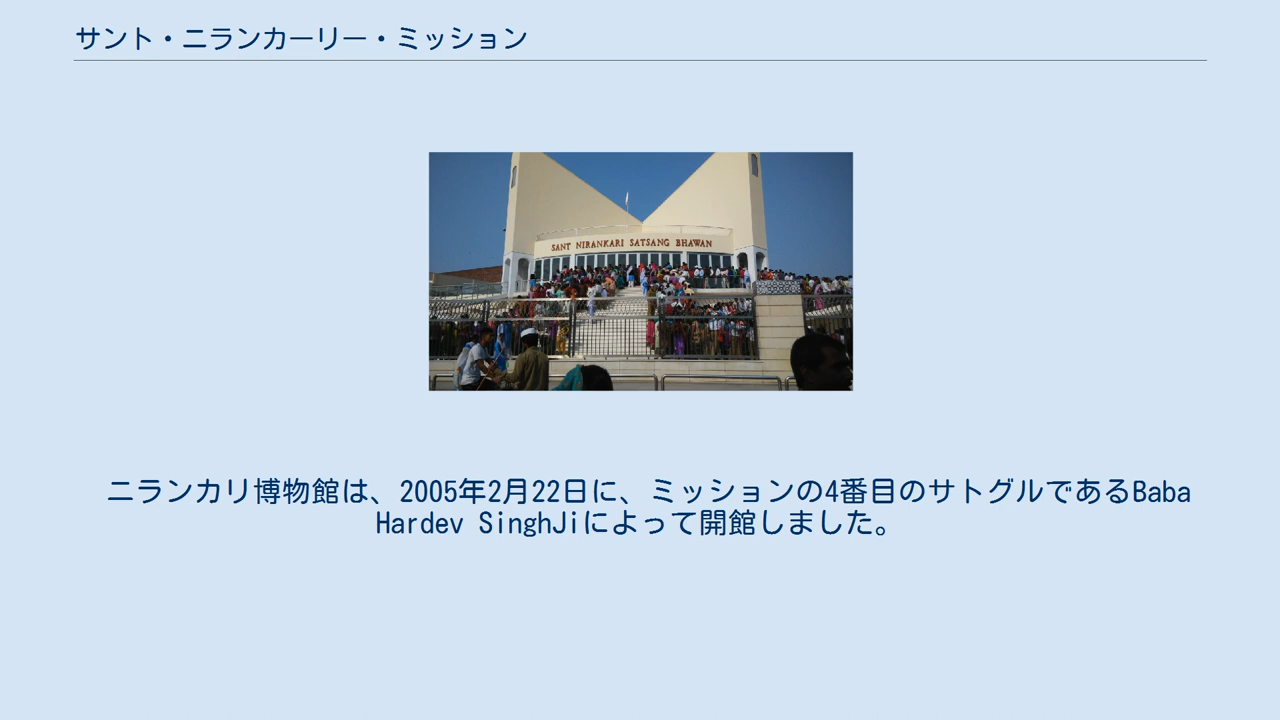 サント・ニランカーリー・ミッション
SANT NIRANKARI SATSANG BHAWAN
ニランカリ博物館は、2005年2月22日に、ミッションの4番目のサトグルであるBaba
Hardev SinghJiによって開館しました。